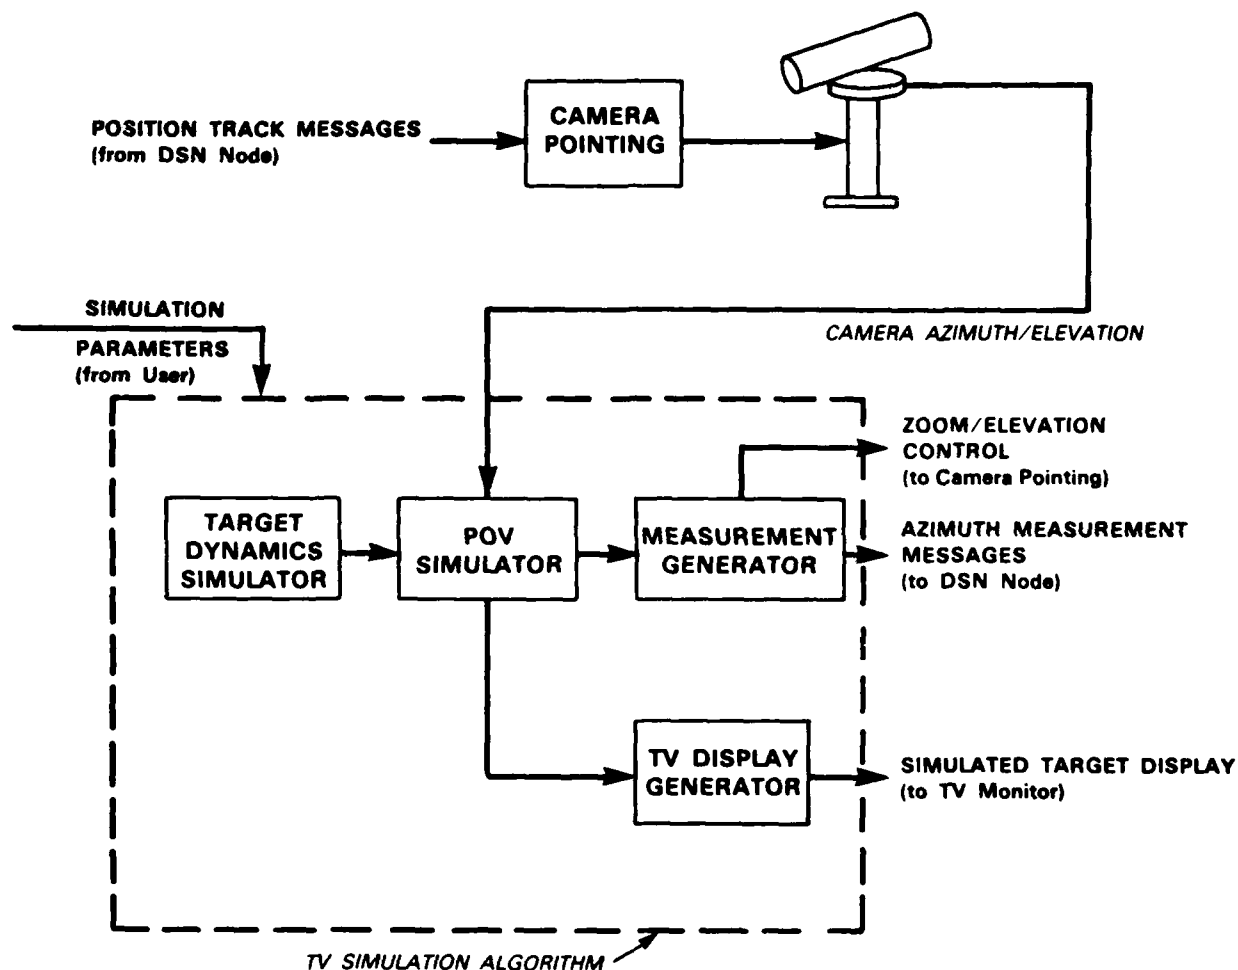 CAMERA
POINTING
POSITION TRACK MESSAGES
(from DSN Node)
SIMULATION
PARAMETERS
(from User)
CAMERA AZIMUTH/ELEVATION
ZOOM/ELEVATION
CONTROL
(to Camera Pointing)
TARGET
DYNAMICS
SIMULATOR
POV
SIMULATOR
MEASUREMENT
GENERATOR
AZIMUTH MEASUREMENT
MESSAGES
(to DSN Node)
TV DISPLAY
GENERATOR
SIMULATED TARGET DISPLAY
(to TV Monitor)
TV SIMULATION ALGORITHM